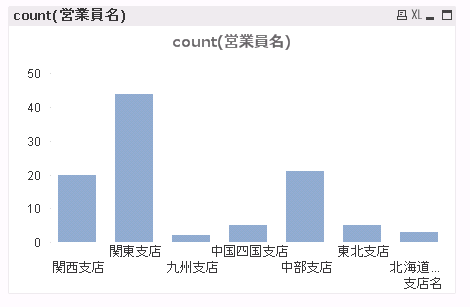 count(営業員名)
XL
count(営業員名)
50
40
30
20
10
0
関東支店 中国四国支店 東北支店
関西支店 九州支店 中部支店 北海道...
支店名